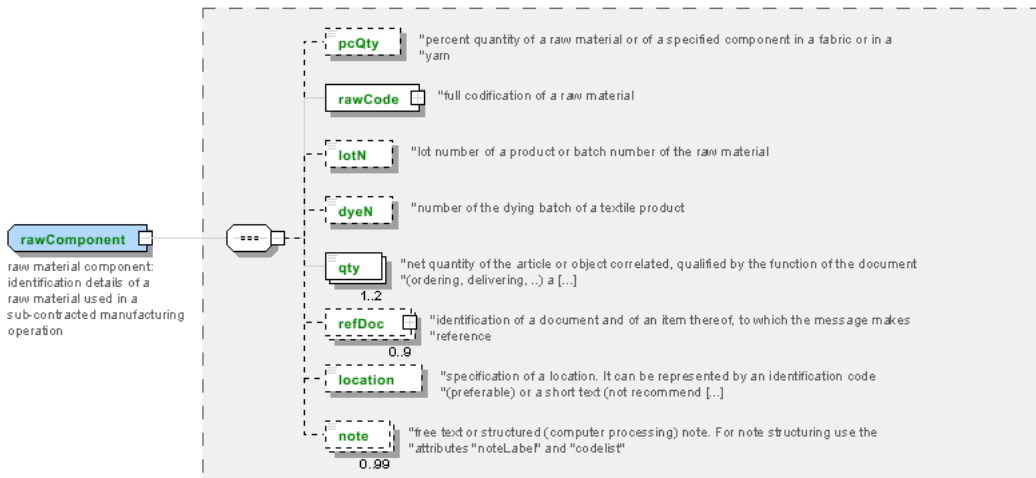 pcQty
"percent quantity of a raw material or of a specified component in a fabric or in a
"yarn
rawCode
"full codification of a raw material
lotN
"lot number of a product or batch number of the raw material
dyeN
"number of the dying batch of a textile product
rawComponent
raw material component:
identification details of a
raw material used in a
sub-contracted manufacturing
operation
qty
"net quantity of the article or object correlated, qualified by the function of the document
"(ordering, delivering, ..) a [...]
1..2
refDoc
"identification of a document and of an item thereof, to which the message makes
"reference
0..9
location
"specification of a location. It can be represented by an identification code
"(preferable) or a short text (not recommend [...]
note
"free text or structured (computer processing) note. For note structuring use the
"attributes "noteLabel" and "codelist"
0..99